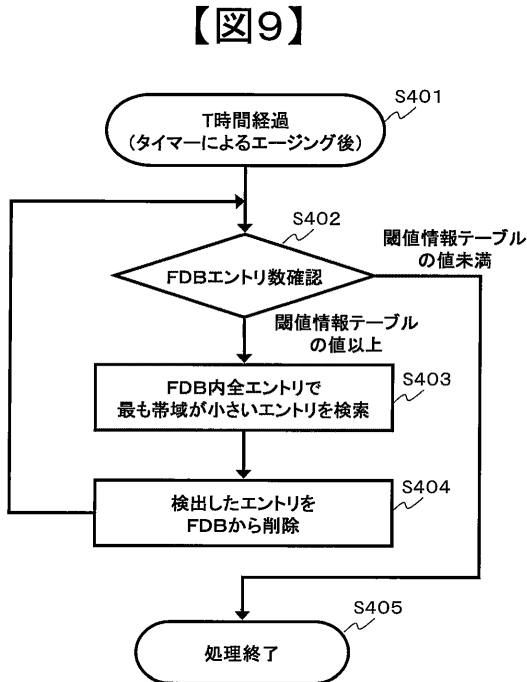 【図9】
S401
T時間経過
(タイマーによるエージング後)
S402
FDBエントリ数確認
閾値情報テーブル
の値未満
閾値情報テーブル
の値以上
S403
FDB内全エントリで
最も帯域が小さいエントリを検索
S404
検出したエントリを
FDBから削除
S405
処理終了